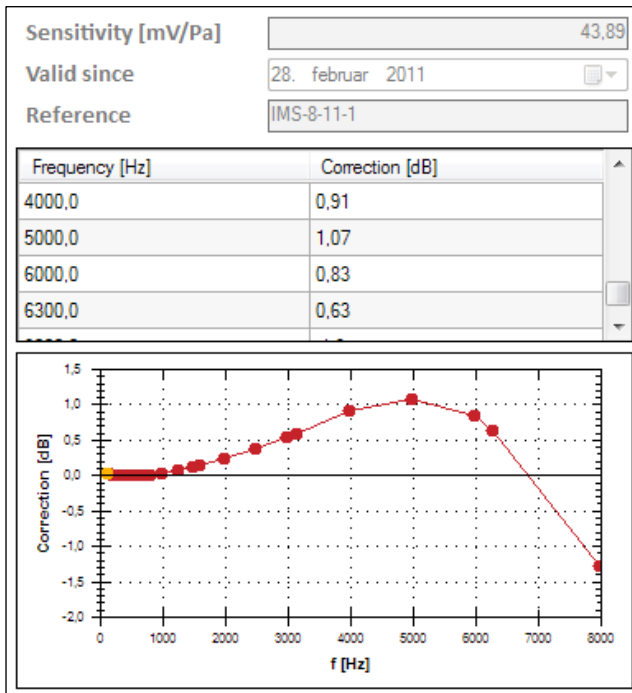 Sensitivity [mV/Pa] 43,89
Valid since 28. februar 2011
Reference IMS-8-11-1
Frequency [Hz] Correction [dB]
4000,0 0,91
5000,0 1,07
6000,0 0,83
6300,0 0,63
1,5
1,0
0,5
0,0
-0,5
-1,0
-1,5
-2,0
Correction [dB]
0 1000 2000 3000 4000 5000 6000 7000 8000
f [Hz]